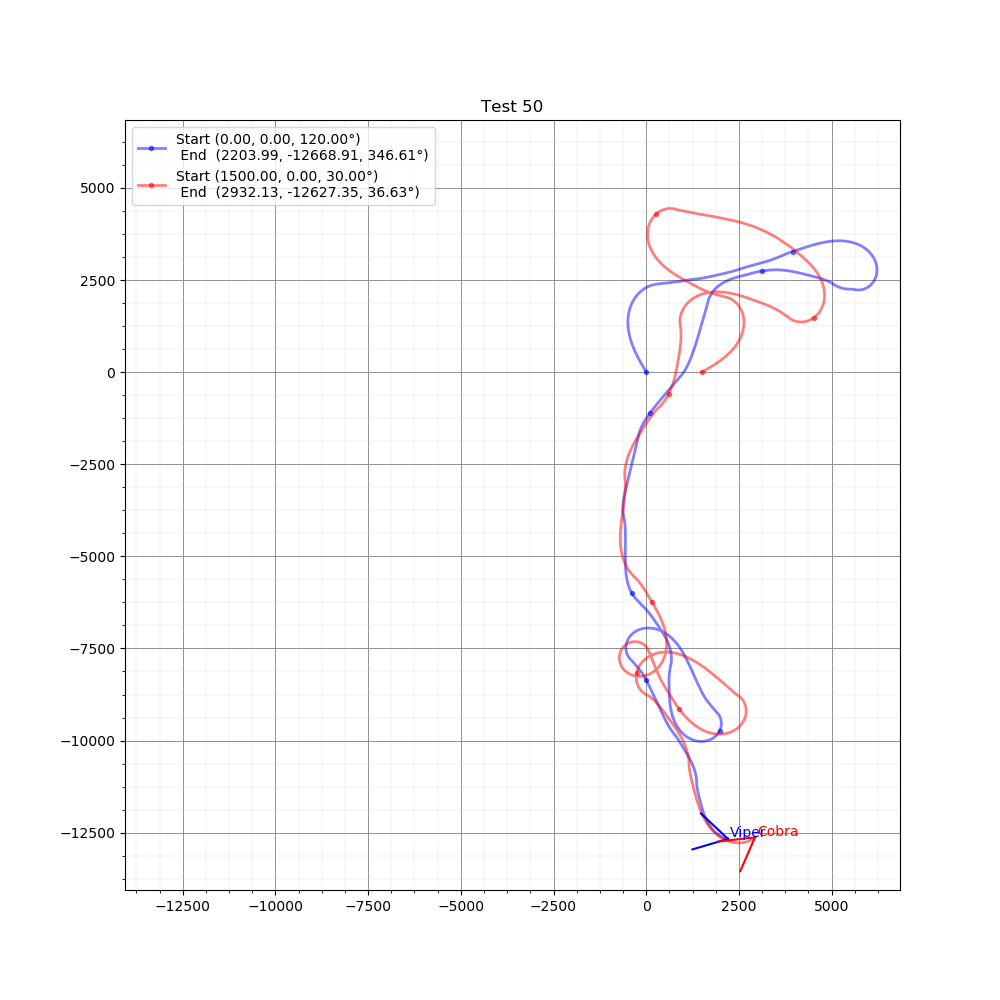 Test 50
Start (0.00, 0.00, 120.00°)
End (2203.99, -12668.91, 346.61°)
Start (1500.00, 0.00, 30.00°)
End (2932.13, -12627.35, 36.63°)
5000
2500
0
−2500
−5000
−7500
−10000
−12500
Viper
Cobra
−12500 −10000 −7500 −5000 −2500 0 2500 5000